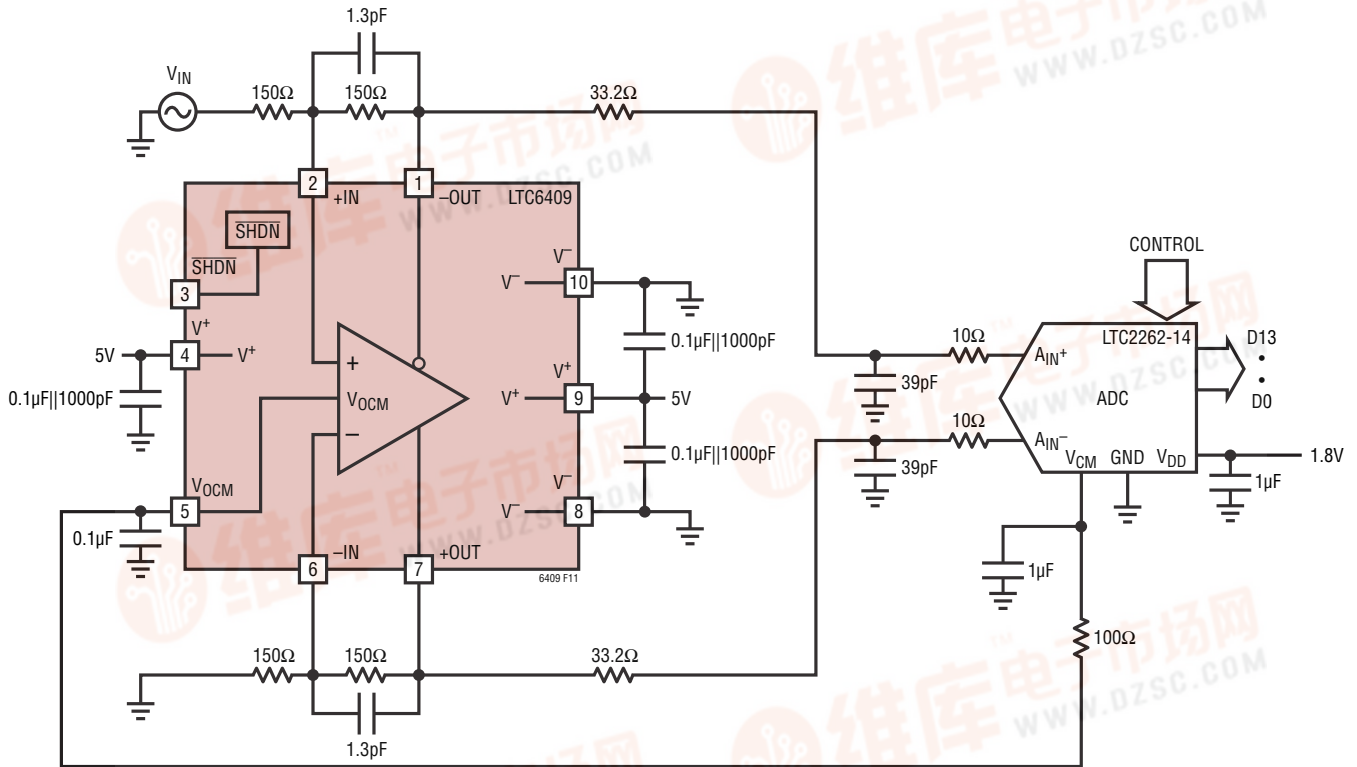 1.3pF
VIN
150Ω
150Ω
33.2Ω
2
1
+IN
–OUT
LTC6409
SHDN
SHDN
3
V–
V–
10
V+
5V
4
V+
0.1µF||1000pF
0.1µF||1000pF
+
VOCM
–
V+
V+
9
5V
0.1µF||1000pF
VOCM
5
0.1µF
V–
V–
8
–IN
+OUT
6
7
6409 F11
150Ω
150Ω
33.2Ω
1.3pF
CONTROL
LTC2262-14
10Ω
AIN+
ADC
D13
•
•
D0
39pF
10Ω
AIN–
39pF
VCM
GND
VDD
1.8V
1µF
1µF
100Ω
维库电子市场网
WWW.DZSC.COM
TM